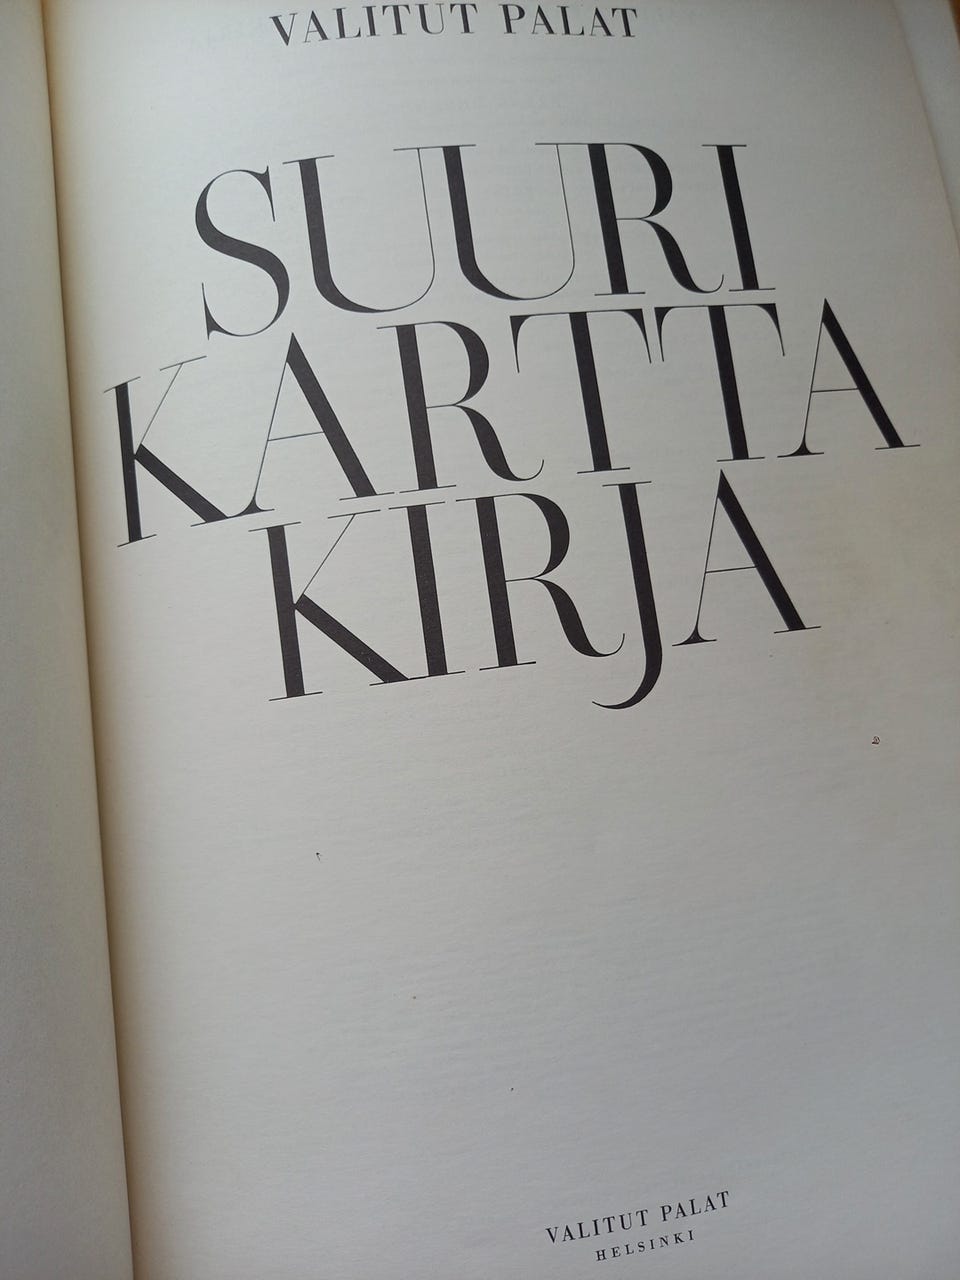 VALITUT PALAT
SUURI
KARTTA
KIRJA
VALITUT PALAT
HELSINKI